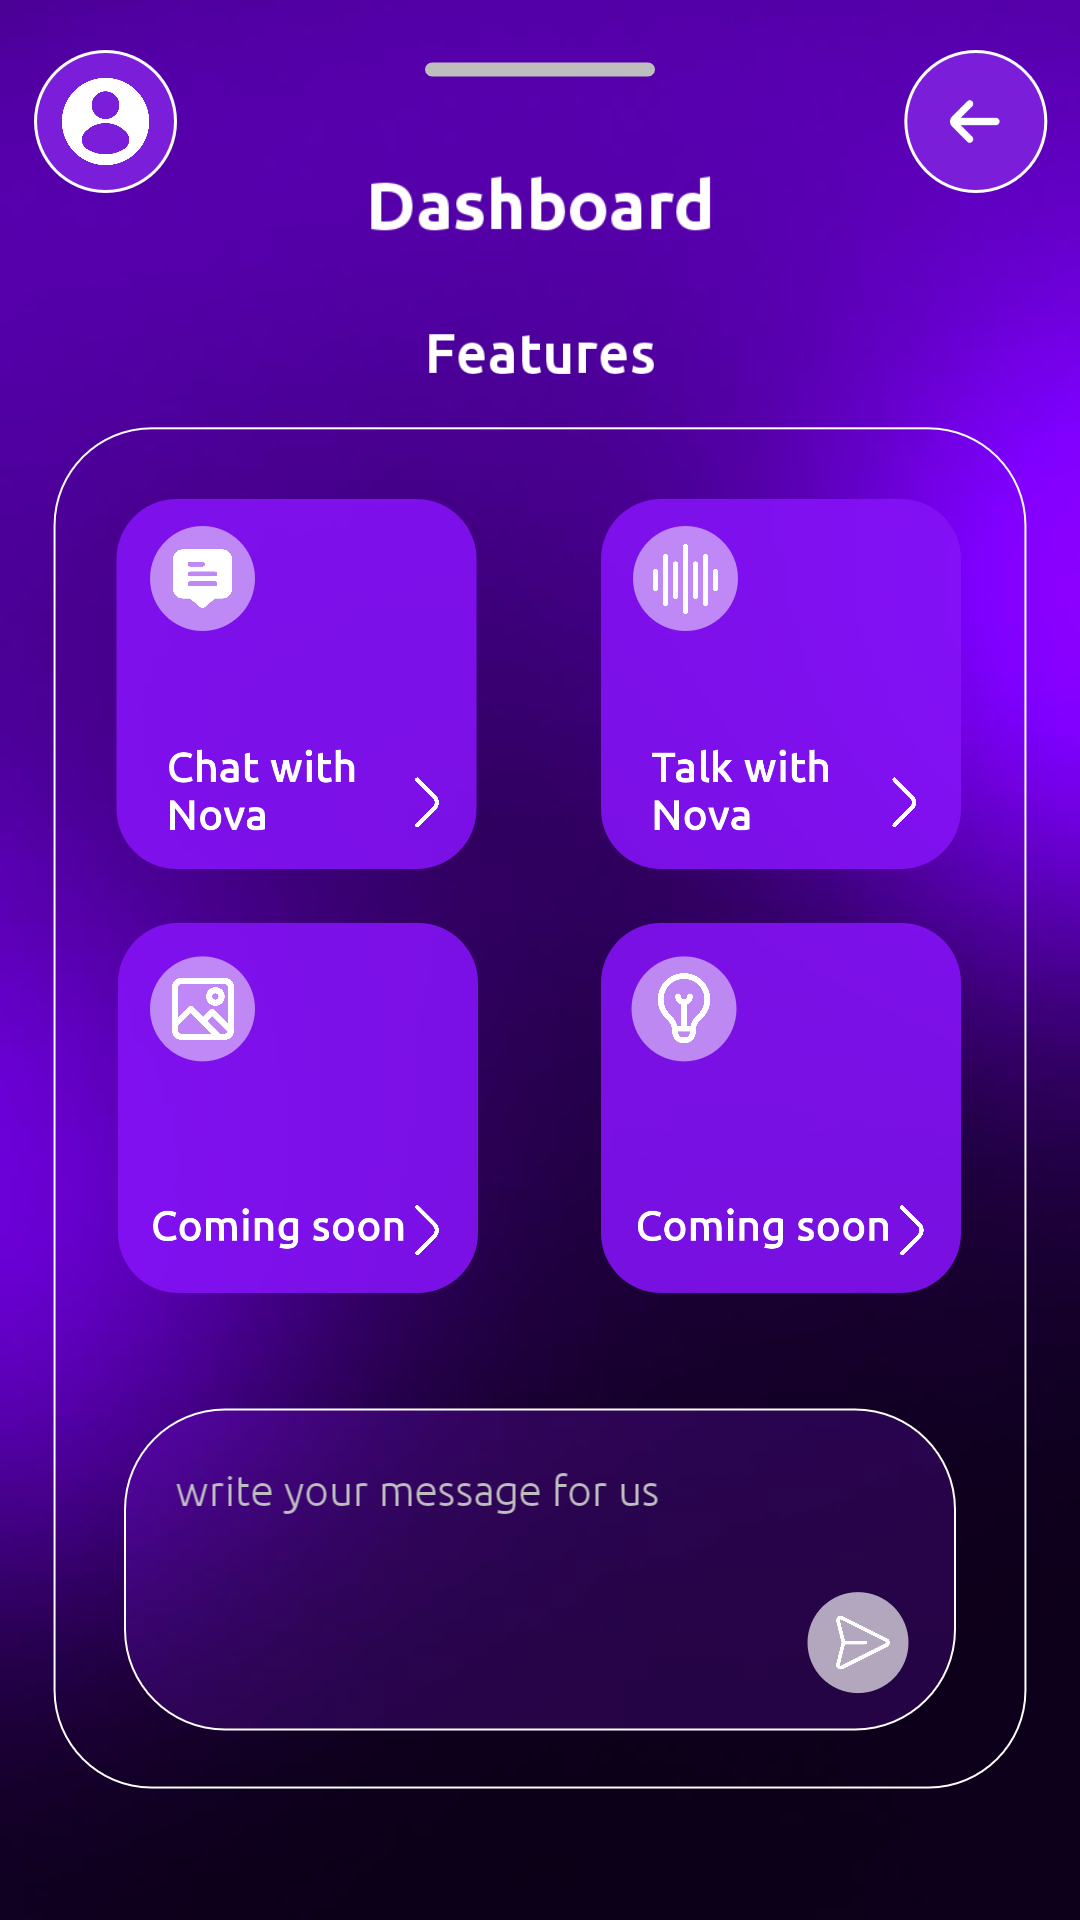 Dashboard
Features
Chat with
Nova
Talk with
Nova
Coming soon
Coming soon
write your message for us